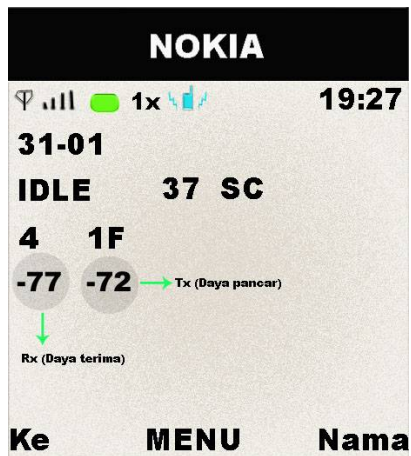 NOKIA
1x 19:27
31-01
IDLE 37 SC
4 1F
-77 -72 Tx (Daya pancar)
Rx (Daya terima)
Ke MENU Nama